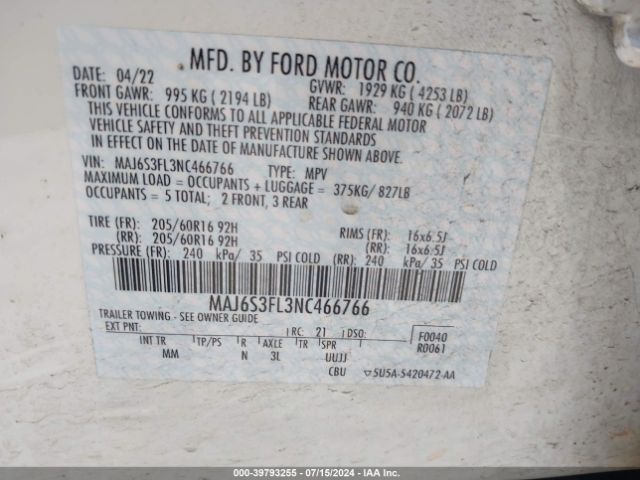 MFD. BY FORD MOTOR CO.
DATE: 04/22 GVWR: 1929 KG ( 4253 LB)
FRONT GAWR: 995 KG ( 2194 LB) REAR GAWR: 940 KG ( 2072 LB)
THIS VEHICLE CONFORMS TO ALL APPLICABLE FEDERAL MOTOR
VEHICLE SAFETY AND THEFT PREVENTION STANDARDS
IN EFFECT ON THE DATE OF MANUFACTURE SHOWN ABOVE.
VIN: MAJ6S3FL3NC466766 TYPE: MPV
MAXIMUM LOAD = OCCUPANTS + LUGGAGE = 375KG/ 827LB
OCCUPANTS = 5 TOTAL; 2 FRONT, 3 REAR
TIRE (FR): 205/60R16 92H RIMS (FR): 16x6.5J
(RR): 205/60R16 92H (RR): 16x6.5J
PRESSURE (FR): 240 kPa/ 35 PSI COLD (RR): 240 kPa/ 35 PSI COLD
MAJ6S3FL3NC466766
TRAILER TOWING - SEE OWNER GUIDE
EXT PNT: RC: 21 DSO: F0040
R0061
INT TR TP/PS R AXLE TR SPR
MM N 3L UUJJ
CBU 5U5A-S420472-AA
000-39793255 - 07/15/2024 - IAA Inc.